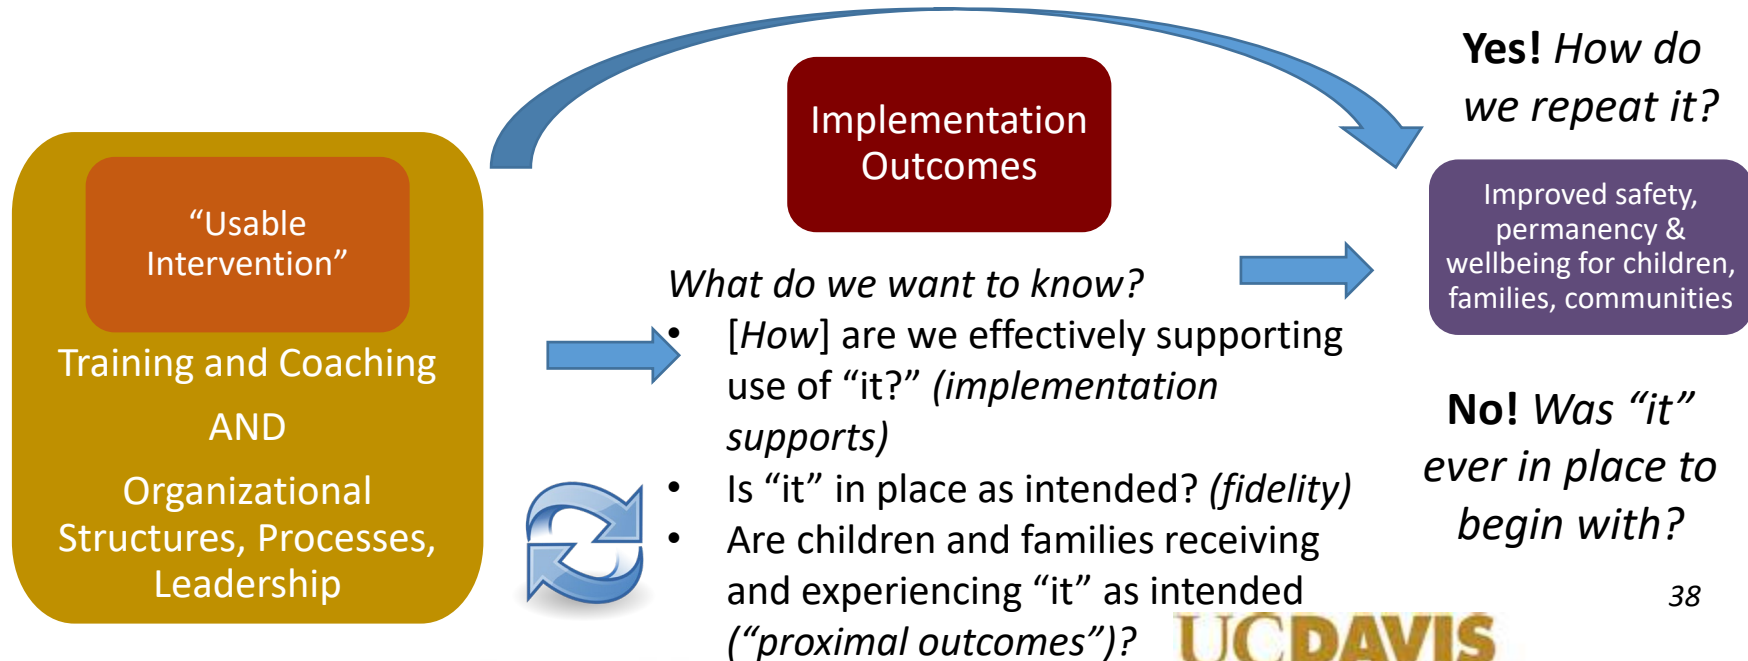 “Usable
Intervention”
Training and Coaching
AND
Organizational
Structures, Processes,
Leadership
Implementation
Outcomes
What do we want to know?
• [How] are we effectively supporting
use of “it?” (implementation
supports)
• Is “it” in place as intended? (fidelity)
• Are children and families receiving
and experiencing “it” as intended
(“proximal outcomes”)?
Yes! How do
we repeat it?
Improved safety,
permanency &
wellbeing for children,
families, communities
No! Was “it”
ever in place to
begin with?
38
UCDAVIS